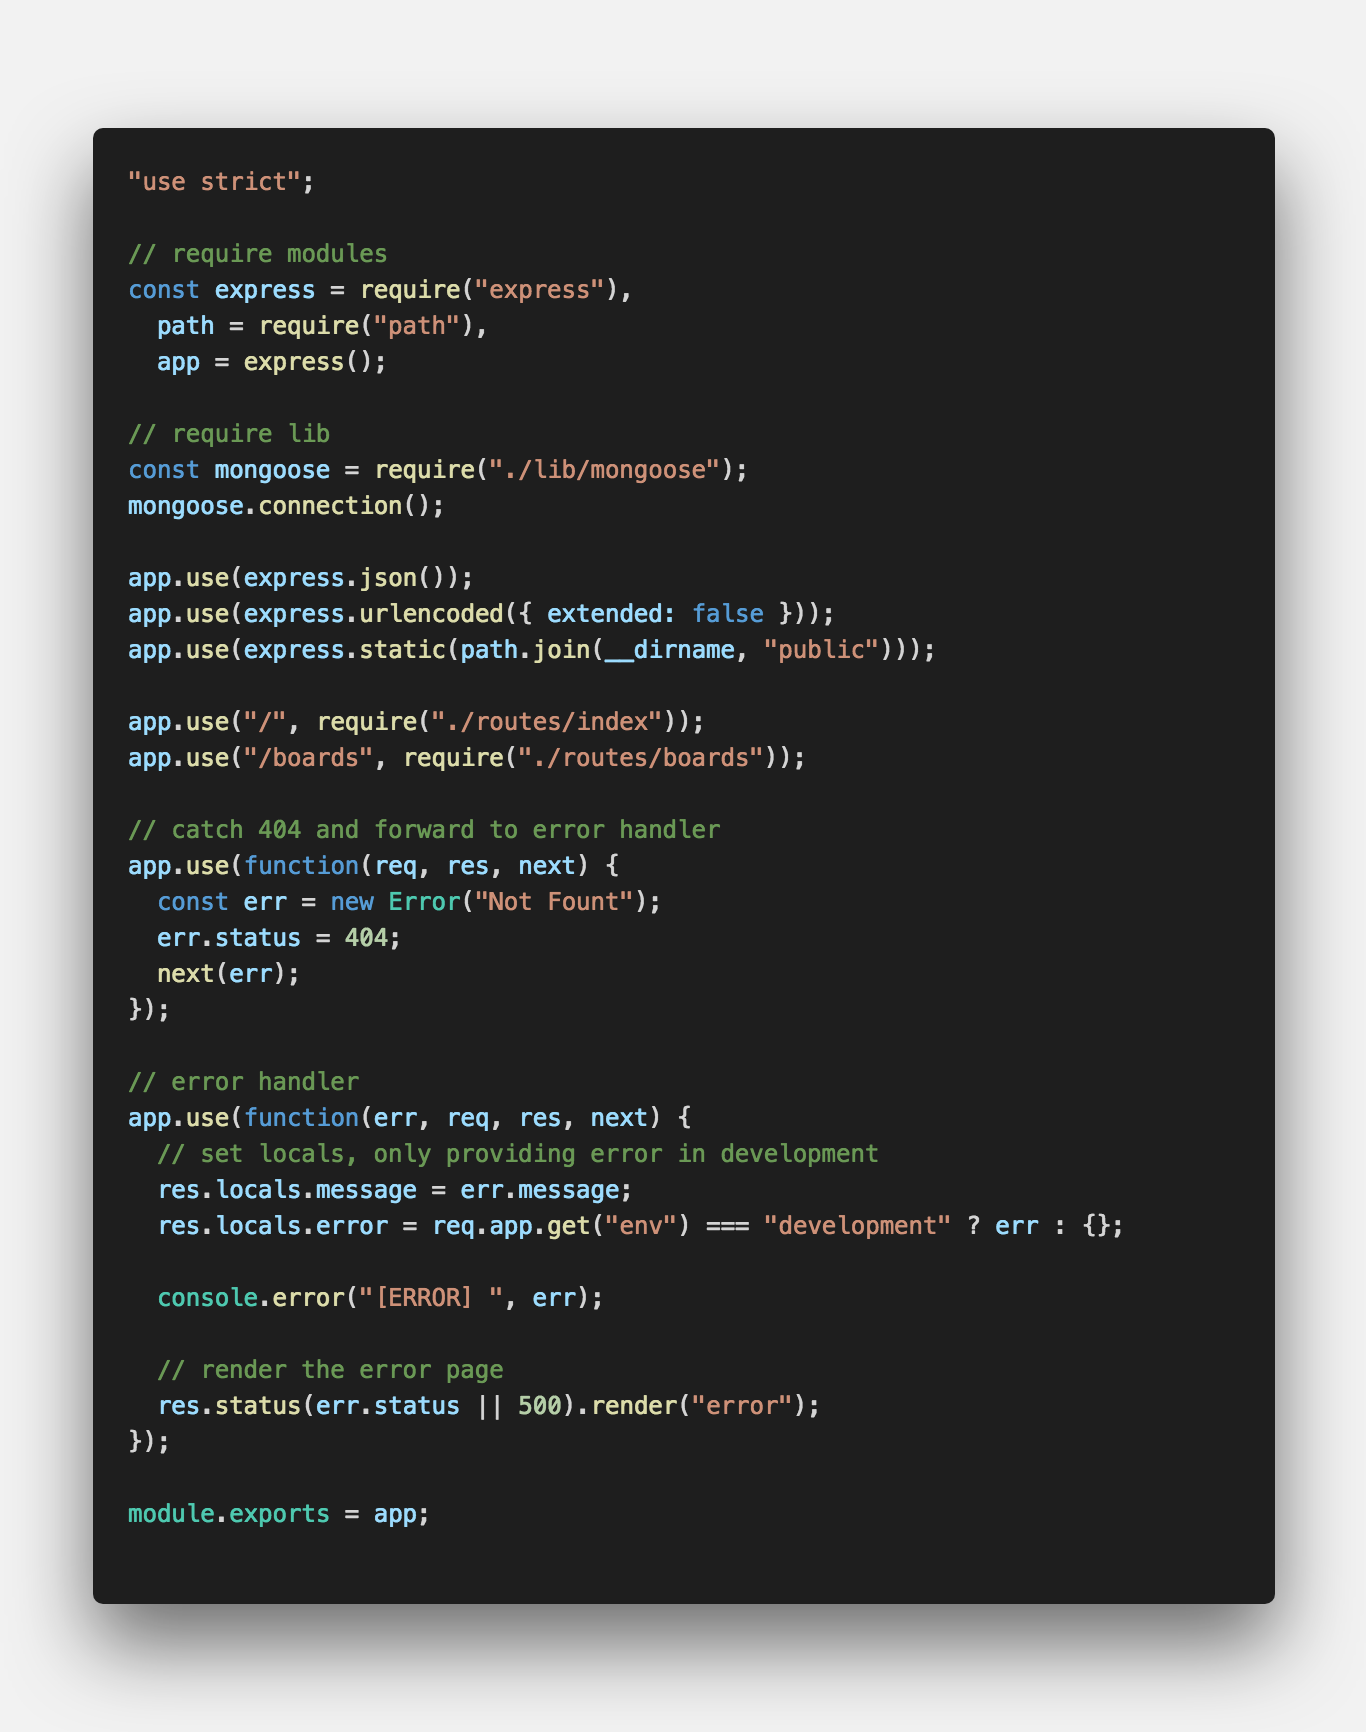 "use strict";

// require modules
const express = require("express"),
  path = require("path"),
  app = express();

// require lib
const mongoose = require("./lib/mongoose");
mongoose.connection();

app.use(express.json());
app.use(express.urlencoded({ extended: false }));
app.use(express.static(path.join(__dirname, "public")));

app.use("/", require("./routes/index"));
app.use("/boards", require("./routes/boards"));

// catch 404 and forward to error handler
app.use(function(req, res, next) {
  const err = new Error("Not Fount");
  err.status = 404;
  next(err);
});

// error handler
app.use(function(err, req, res, next) {
  // set locals, only providing error in development
  res.locals.message = err.message;
  res.locals.error = req.app.get("env") === "development" ? err : {};

  console.error("[ERROR] ", err);

  // render the error page
  res.status(err.status || 500).render("error");
});

module.exports = app;